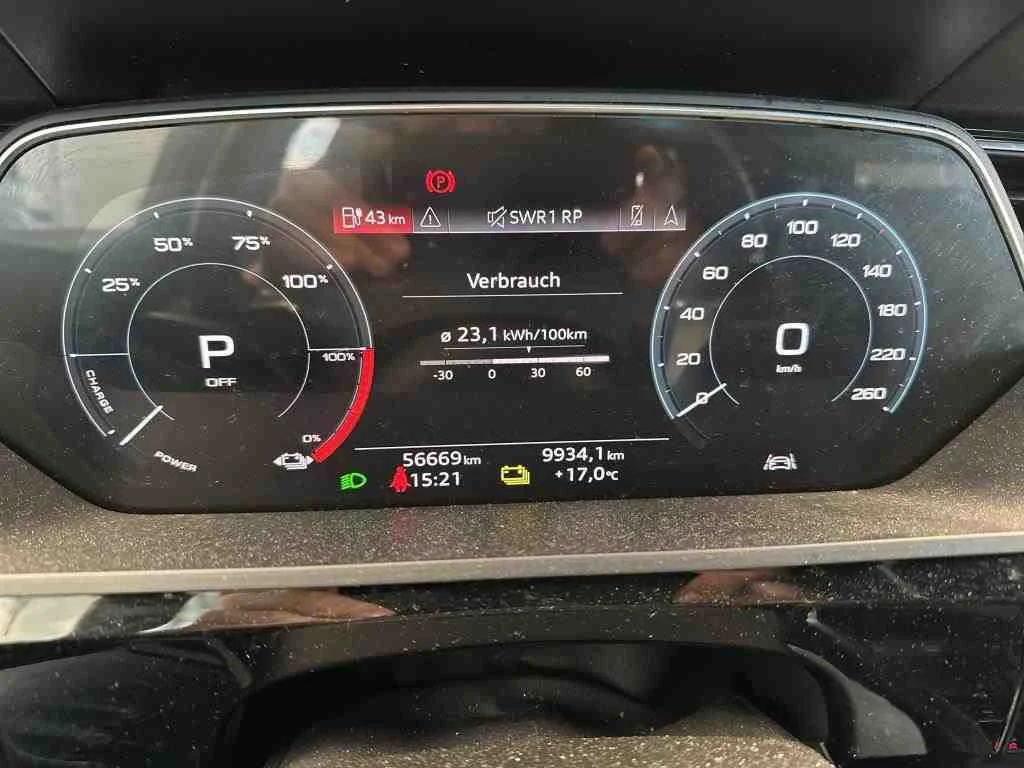 P
43 km
SWR1 RP
50% 75%
25% 100%
P
OFF
100%
CHARGE
0%
POWER
Verbrauch
ø 23,1 kWh/100km
-30 0 30 60
56669 km 9934,1 km
15:21 +17,0 °C
80 100 120
60 140
40 180
20 220
0 260
0
km/h